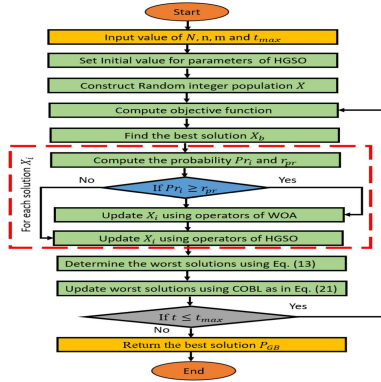 Start
Input value of N, n, m and t_max
Set Initial value for parameters of HGSO
Construct Random integer population X
Compute objective function
Find the best solution X_b
For each solution X_i
Compute the probability Pr_i and r_pr
No
Yes
If Pr_i ≥ r_pr
Update X_i using operators of WOA
Update X_i using operators of HGSO
Determine the worst solutions using Eq. (13)
Update worst solutions using COBL as in Eq. (21)
Yes
If t ≤ t_max
No
Return the best solution P_GB
End